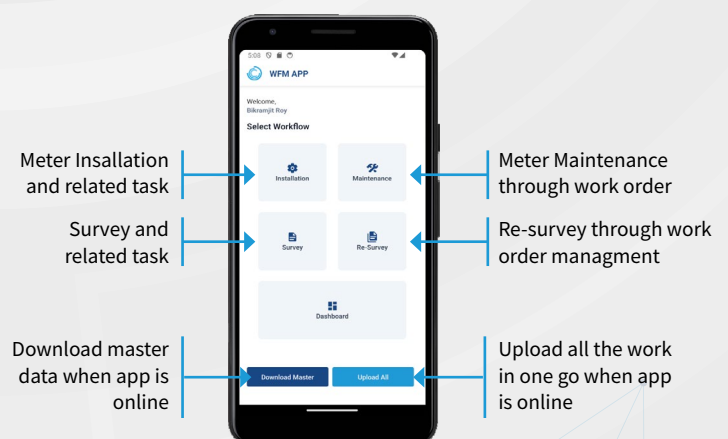 5:08
WFM APP
Welcome,
Bikramjit Roy
Select Workflow
Installation
Maintenance
Survey
Re-Survey
Dashboard
Download Master
Upload All
Meter Insallation
and related task
Survey and
related task
Download master
data when app is
online
Meter Maintenance
through work order
Re-survey through work
order managment
Upload all the work
in one go when app
is online